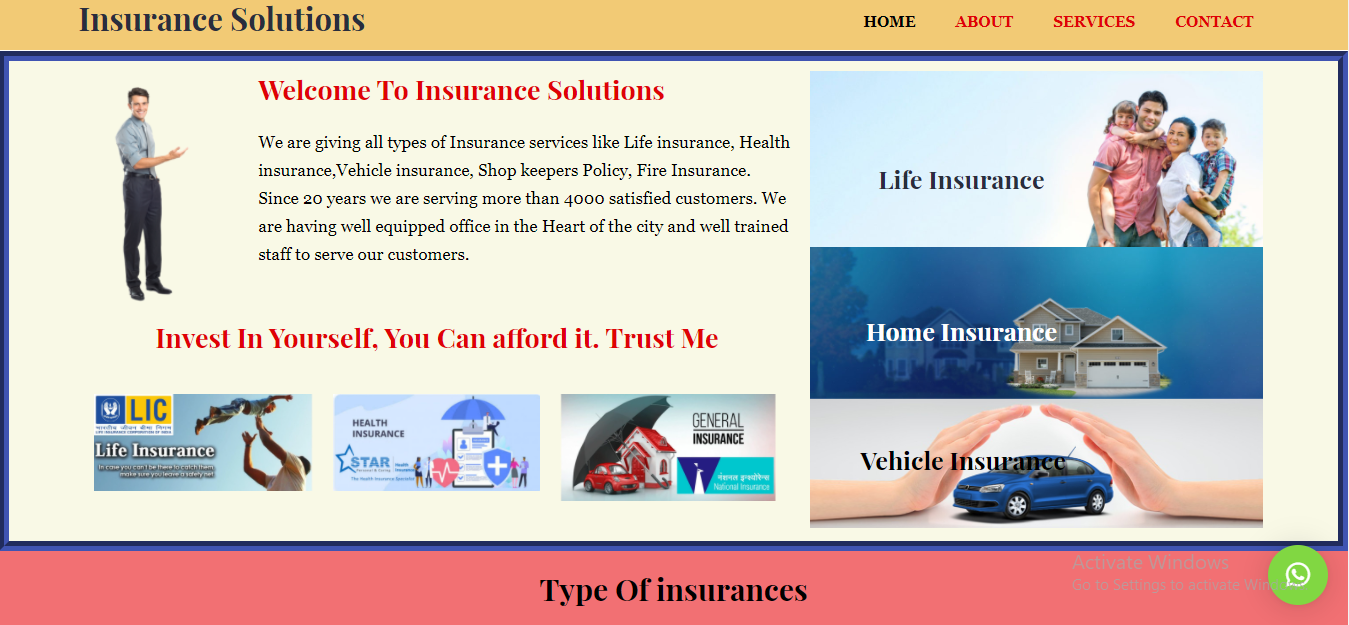 Insurance Solutions
HOME ABOUT SERVICES CONTACT
Welcome To Insurance Solutions
We are giving all types of Insurance services like Life insurance, Health
insurance,Vehicle insurance, Shop keepers Policy, Fire Insurance.
Since 20 years we are serving more than 4000 satisfied customers. We
are having well equipped office in the Heart of the city and well trained
staff to serve our customers.
Invest In Yourself, You Can afford it. Trust Me
LIC
भारतीय जीवन बीमा निगम
LIFE INSURANCE CORPORATION OF INDIA
Life Insurance
In case you can't be there to catch them,
make sure you leave a safety net
HEALTH
INSURANCE
STAR
Health
Insurance
Personal & Caring
The Health Insurance Specialist
GENERAL
INSURANCE
नेशनल इन्श्योरेन्स
National Insurance
Life Insurance
Home Insurance
Vehicle Insurance
Type Of insurances
Activate Windows
Go to Settings to activate Win